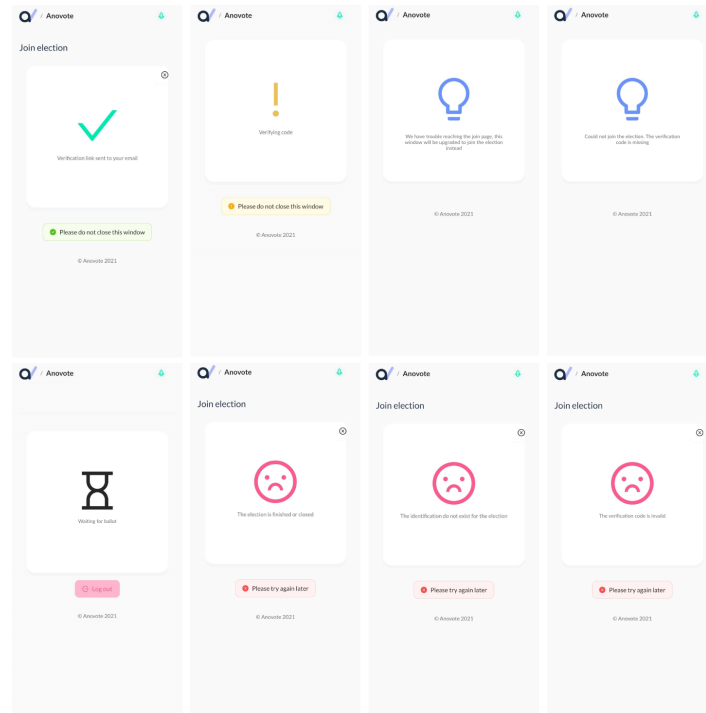 / Anovote
Join election
Verification link sent to your email
Please do not close this window
© Anovote 2021
/ Anovote
Verifying code
Please do not close this window
© Anovote 2021
/ Anovote
We have trouble reaching the join page, this
window will be upgraded to join the election
instead
© Anovote 2021
/ Anovote
Could not join the election. The verification
code is missing
© Anovote 2021
/ Anovote
Waiting for ballot
Log out
© Anovote 2021
/ Anovote
Join election
The election is finished or closed
Please try again later
© Anovote 2021
/ Anovote
Join election
The identification do not exist for the election
Please try again later
© Anovote 2021
/ Anovote
Join election
The verification code is invalid
Please try again later
© Anovote 2021